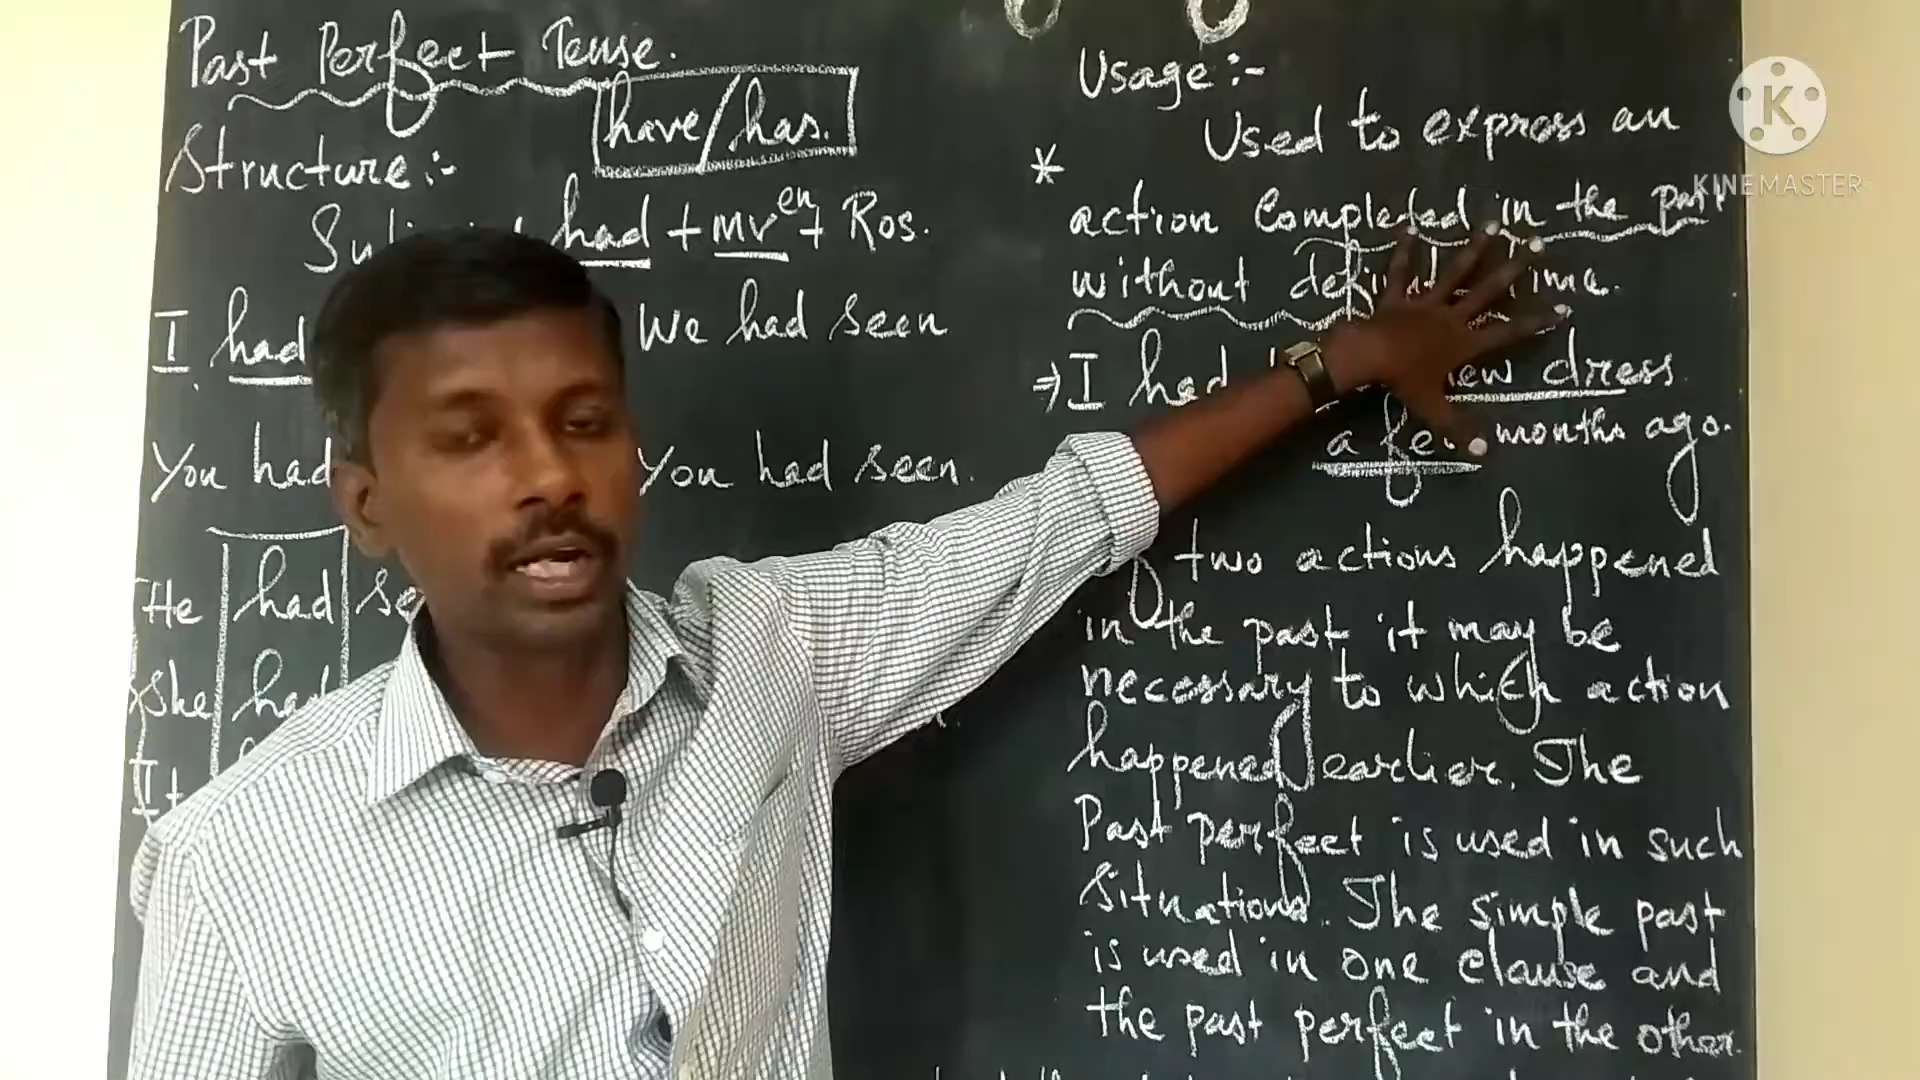 Past Perfect Tense.
have/has.
Structure:-
had + mv en + Ros.
I had
We had seen
You had
You had seen.
He had
She
It
Usage:-
Used to express an
* action Completed in the past
without time.
→ I had new dress
a few months ago.
If two actions happened
in the past it may be
necessary to which action
happened earlier. The
Past perfect is used in such
situations. The simple past
is used in one clause and
the past perfect in the other.
KINEMASTER